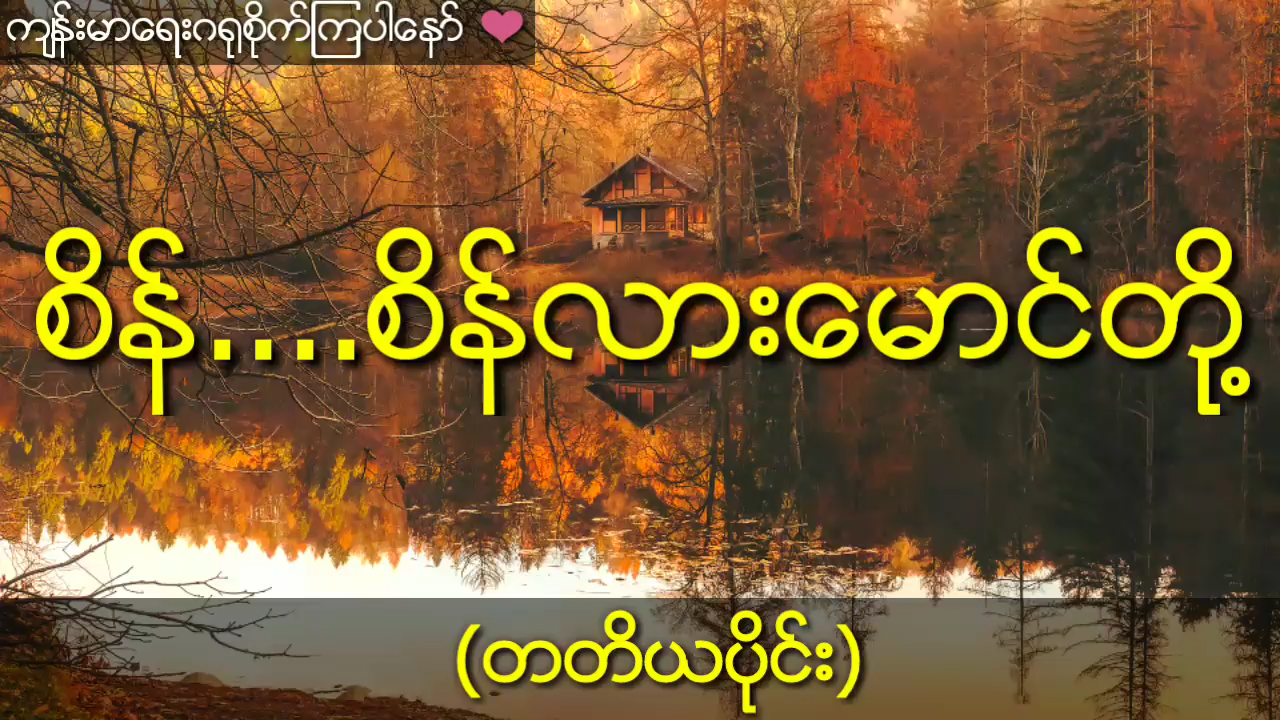 ကျန်းမာရေးဂရုစိုက်ကြပါနော် ❤
စိန်....စိန်လားမောင်တို့
(တတိယပိုင်း)